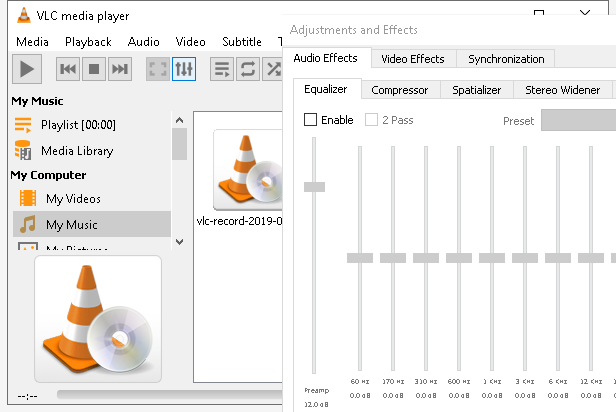 VLC media player
Media Playback Audio Video Subtitle T
My Music
Playlist [00:00]
Media Library
My Computer
My Videos
My Music
My Pictures
vlc-record-2019-0
--:--
Adjustments and Effects
Audio Effects Video Effects Synchronization
Equalizer Compressor Spatializer Stereo Widener
Enable 2 Pass Preset
60 Hz 170 Hz 310 Hz 600 Hz 1 KHz 3 KHz 6 KHz 12 KHz
Preamp 0.0 dB 0.0 dB 0.0 dB 0.0 dB 0.0 dB 0.0 dB 0.0 dB 0.0 dB
12.0 dB